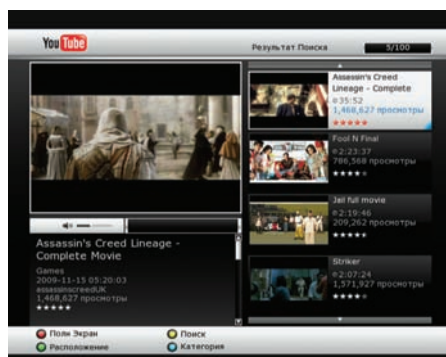 YouTube
Результат Поиска
5/100
Assassin's Creed
Lineage - Complete
35:52
1,468,627 просмотры
Fool N Final
2:23:37
786,568 просмотры
Jail full movie
2:19:46
209,262 просмотры
Striker
2:07:24
1,571,927 просмотры
Assassin's Creed Lineage -
Complete Movie
Games
2009-11-15 05:20:03
assassinscreedUK
1,468,627 просмотры
Полн Экран
Поиск
Расположение
Категория